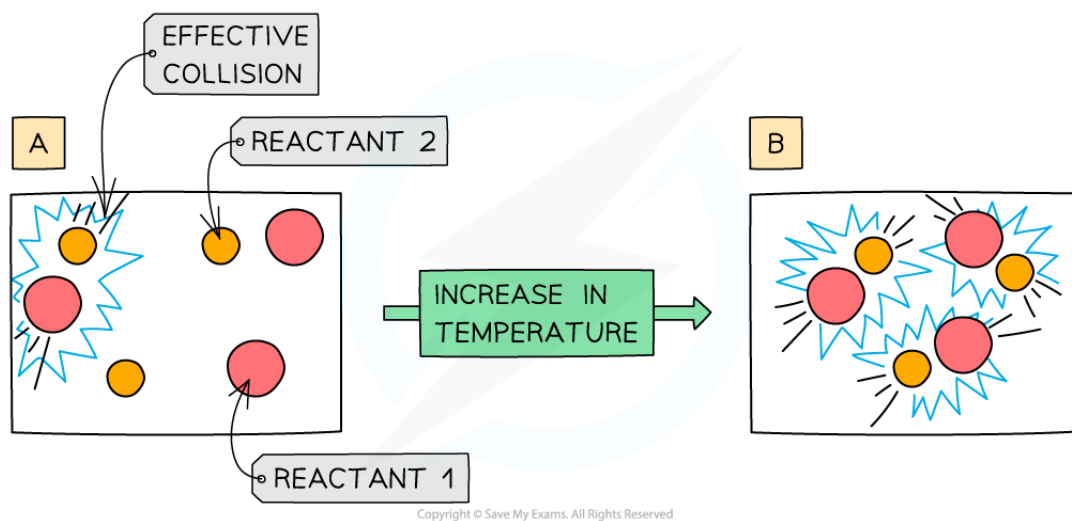 EFFECTIVE
COLLISION
A
REACTANT 2
B
INCREASE IN
TEMPERATURE
REACTANT 1
Copyright © Save My Exams. All Rights Reserved